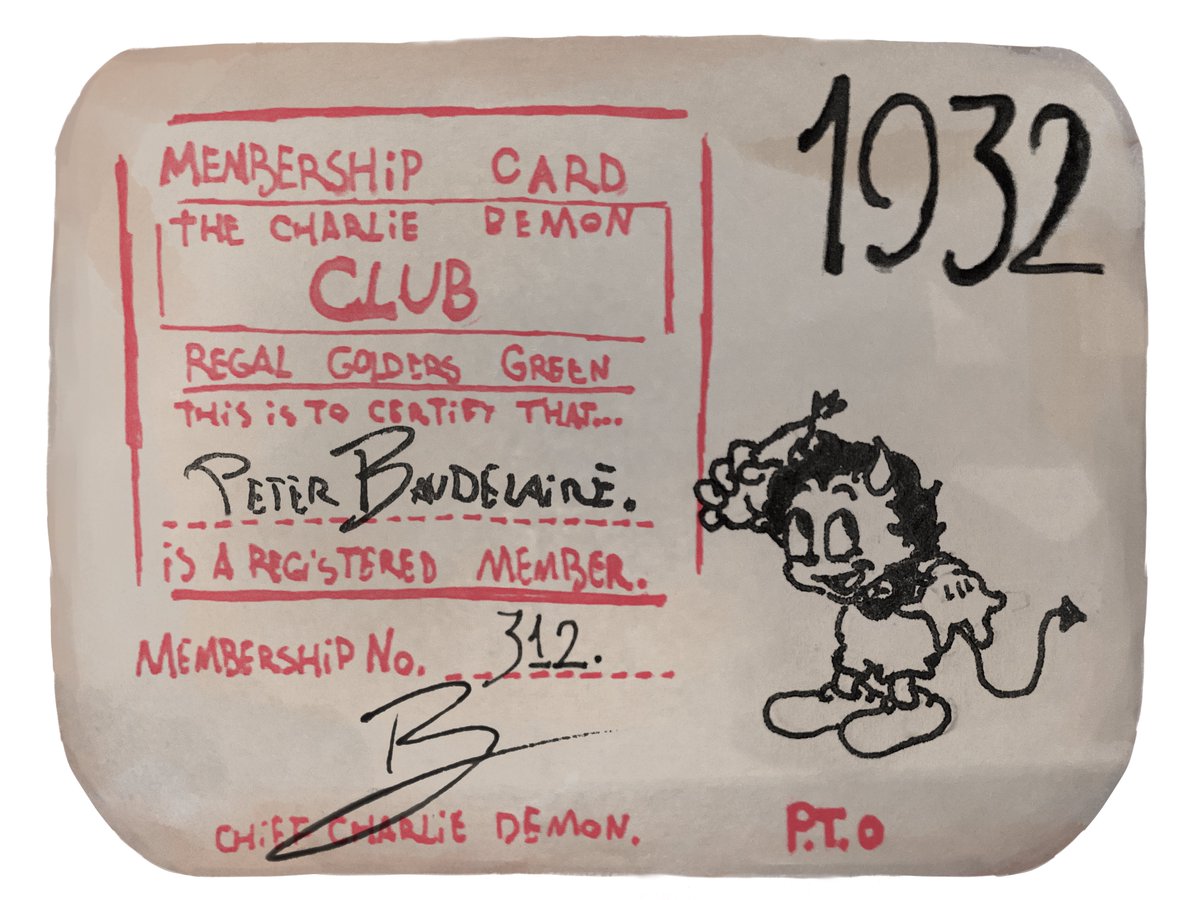 1932
MEMBERSHiP CARD
THE CHARLiE DEMON
CLUB
REGAL GOLDERS GREEN
THiS iS TO CERTiFY THAT...
PETER BAUDELAiRE.
iS A REGiSTERED MEMBER.
MEMBERSHiP No. 312.
B
CHiEF CHARLiE DEMON.
P.T.O